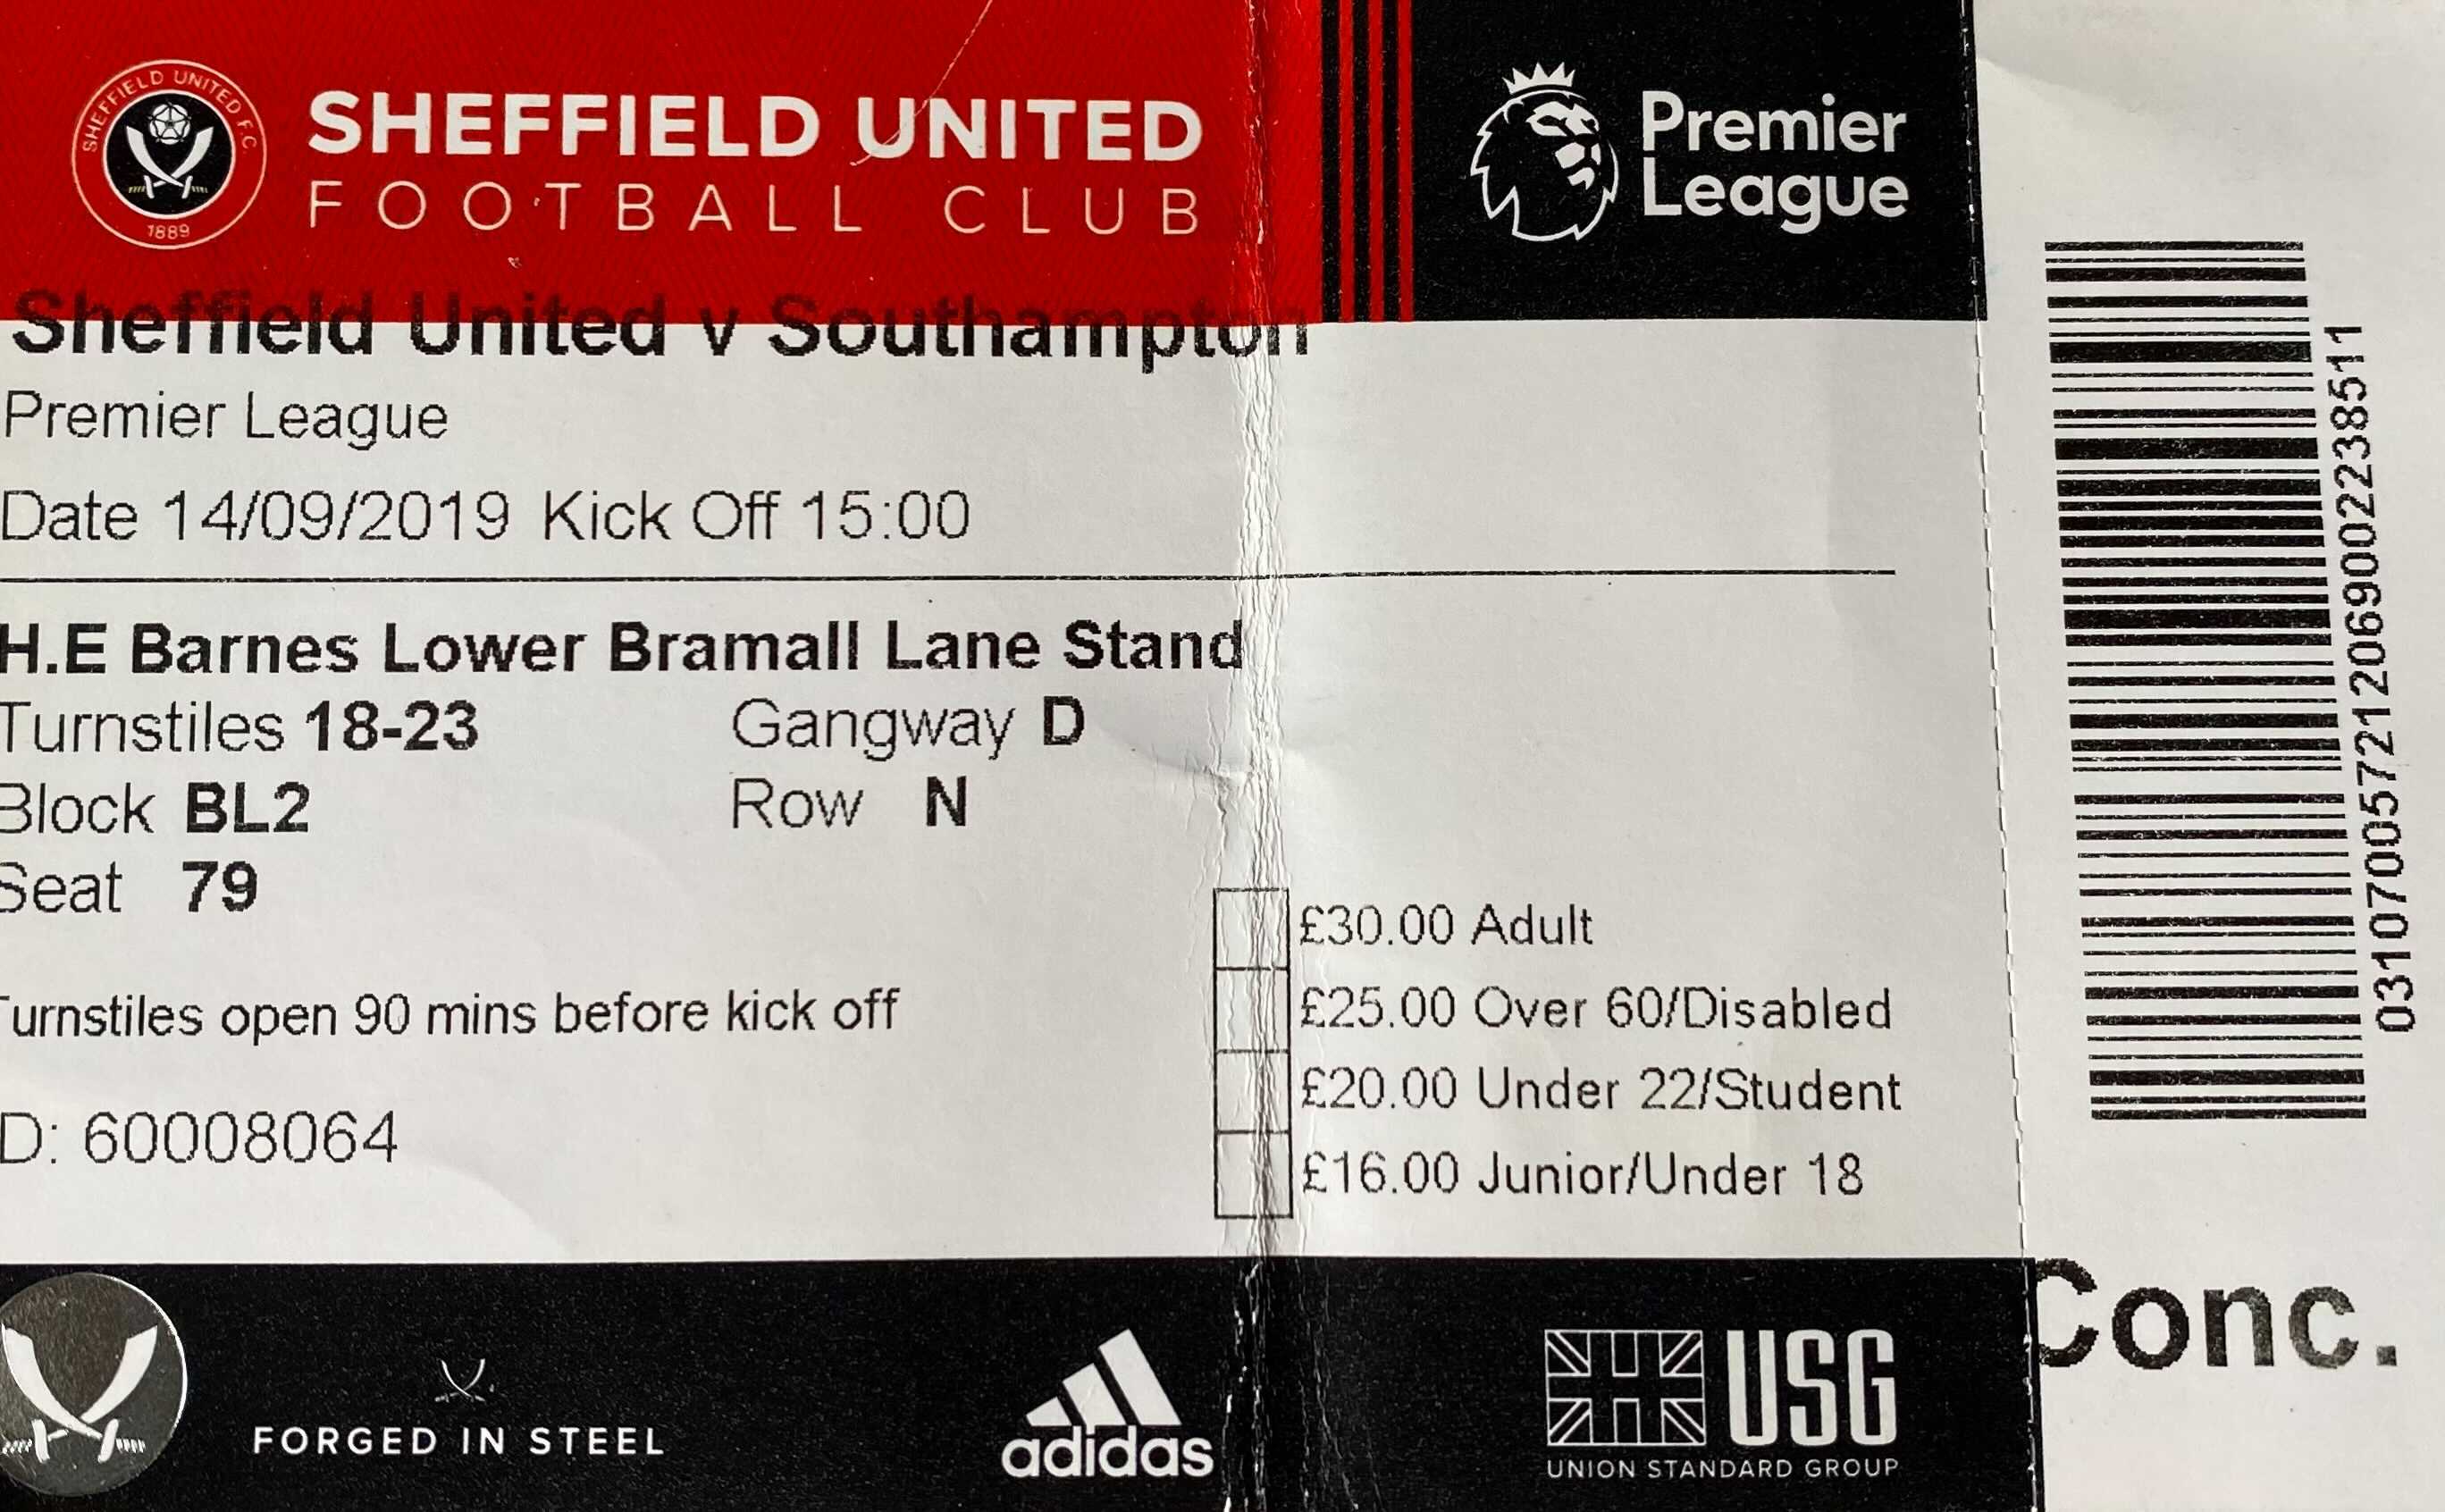 SHEFFIELD UNITED F.C.
1889
SHEFFIELD UNITED
FOOTBALL CLUB
Premier
League
Sheffield United v Southampton
Premier League
Date 14/09/2019 Kick Off 15:00
H.E Barnes Lower Bramall Lane Stand
Turnstiles 18-23 Gangway D
Block BL2 Row N
Seat 79
£30.00 Adult
£25.00 Over 60/Disabled
£20.00 Under 22/Student
£16.00 Junior/Under 18
Turnstiles open 90 mins before kick off
D: 60008064
FORGED IN STEEL
adidas
USG
UNION STANDARD GROUP
031070057212069002238511
Conc.